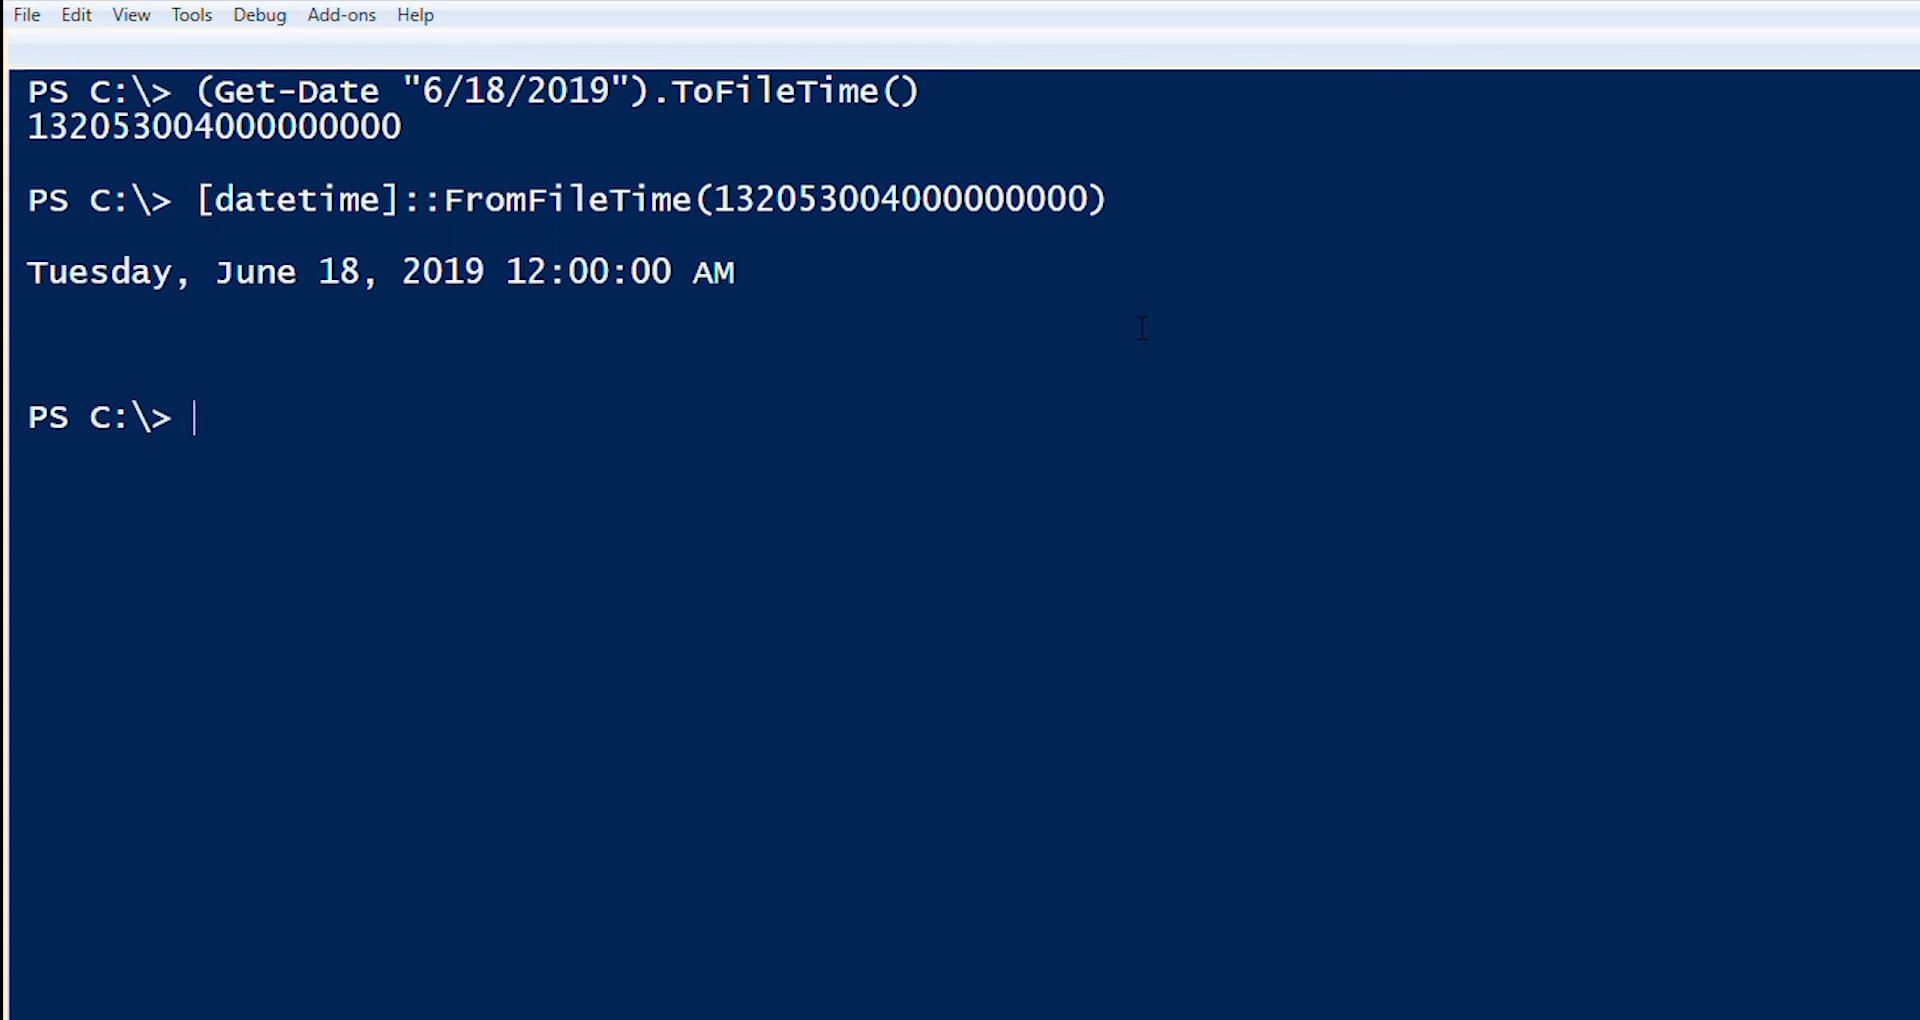 File Edit View Tools Debug Add-ons Help
PS C:\> (Get-Date "6/18/2019").ToFileTime()
132053004000000000
PS C:\> [datetime]::FromFileTime(132053004000000000)
Tuesday, June 18, 2019 12:00:00 AM
PS C:\>